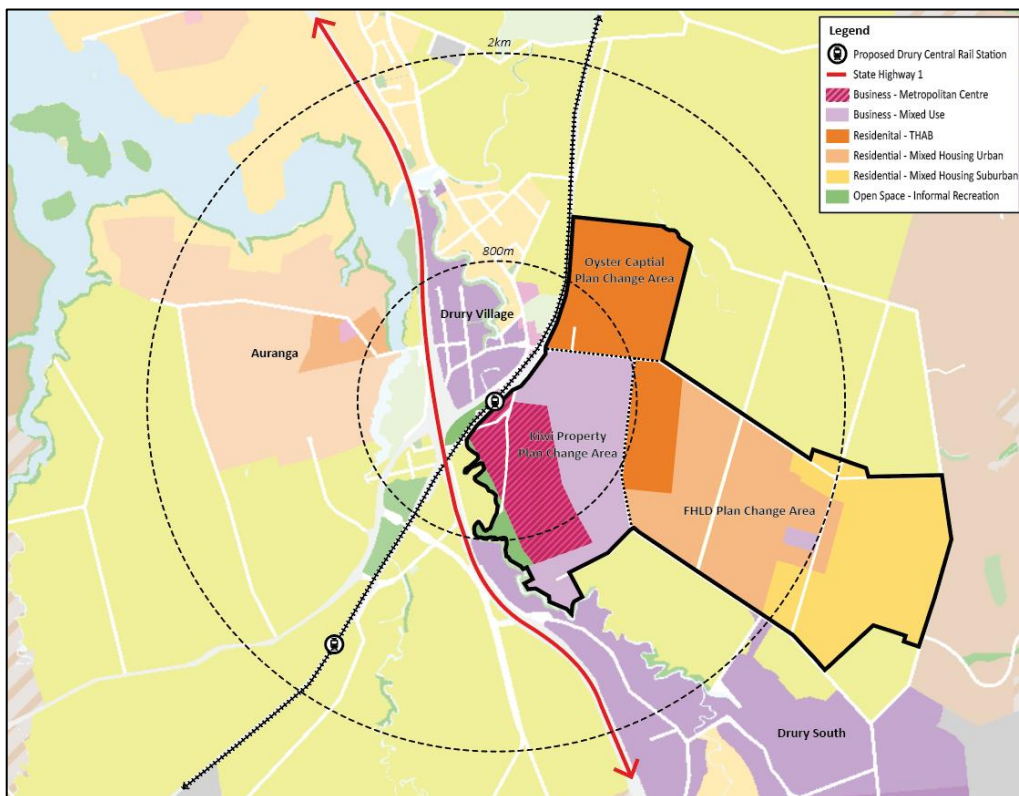 2km
800m
Oyster Captial
Plan Change Area
Drury Village
Auranga
Kiwi Property
Plan Change Area
FHLD Plan Change Area
Drury South
Legend
Proposed Drury Central Rail Station
State Highway 1
Business - Metropolitan Centre
Business - Mixed Use
Residenital - THAB
Residential - Mixed Housing Urban
Residential - Mixed Housing Suburban
Open Space - Informal Recreation